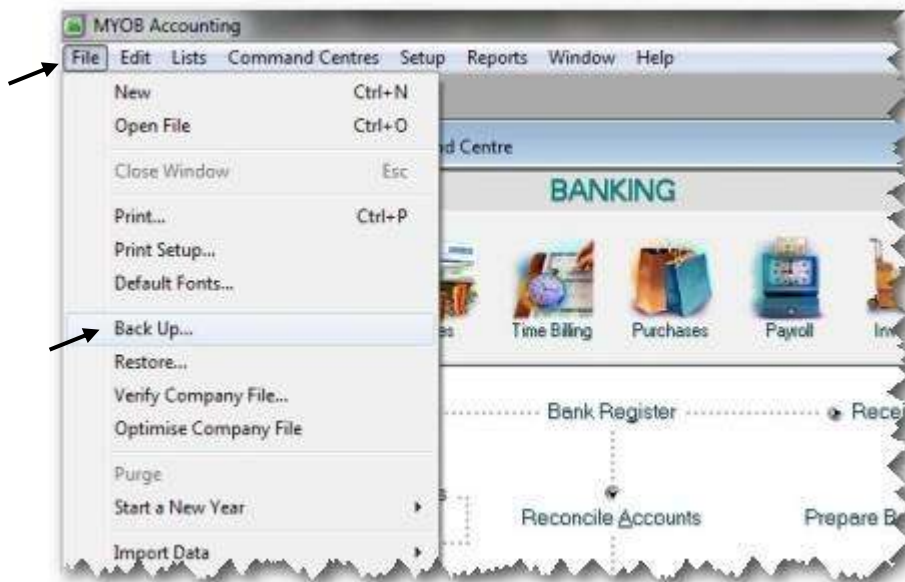 MYOB Accounting
File Edit Lists Command Centres Setup Reports Window Help
New Ctrl+N
Open File Ctrl+O
Close Window Esc
Print... Ctrl+P
Print Setup...
Default Fonts...
Back Up...
Restore...
Verify Company File...
Optimise Company File
Purge
Start a New Year
Import Data
Centre
BANKING
Time Billing Purchases Payroll
Bank Register
Reconcile Accounts
Prepare